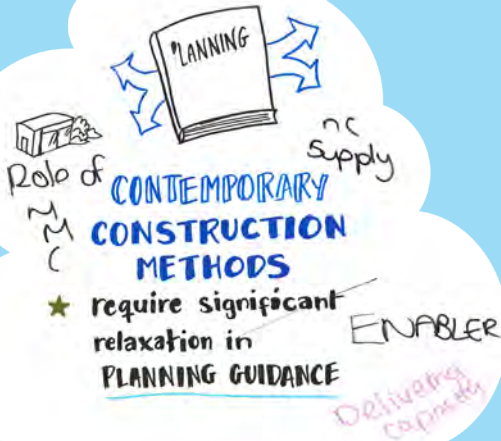 PLANNING
nc
Supply
Role of
M
M
C
CONTEMPORARY
CONSTRUCTION
METHODS
★ require significant
relaxation in
PLANNING GUIDANCE
ENABLER
Delivering
capacity